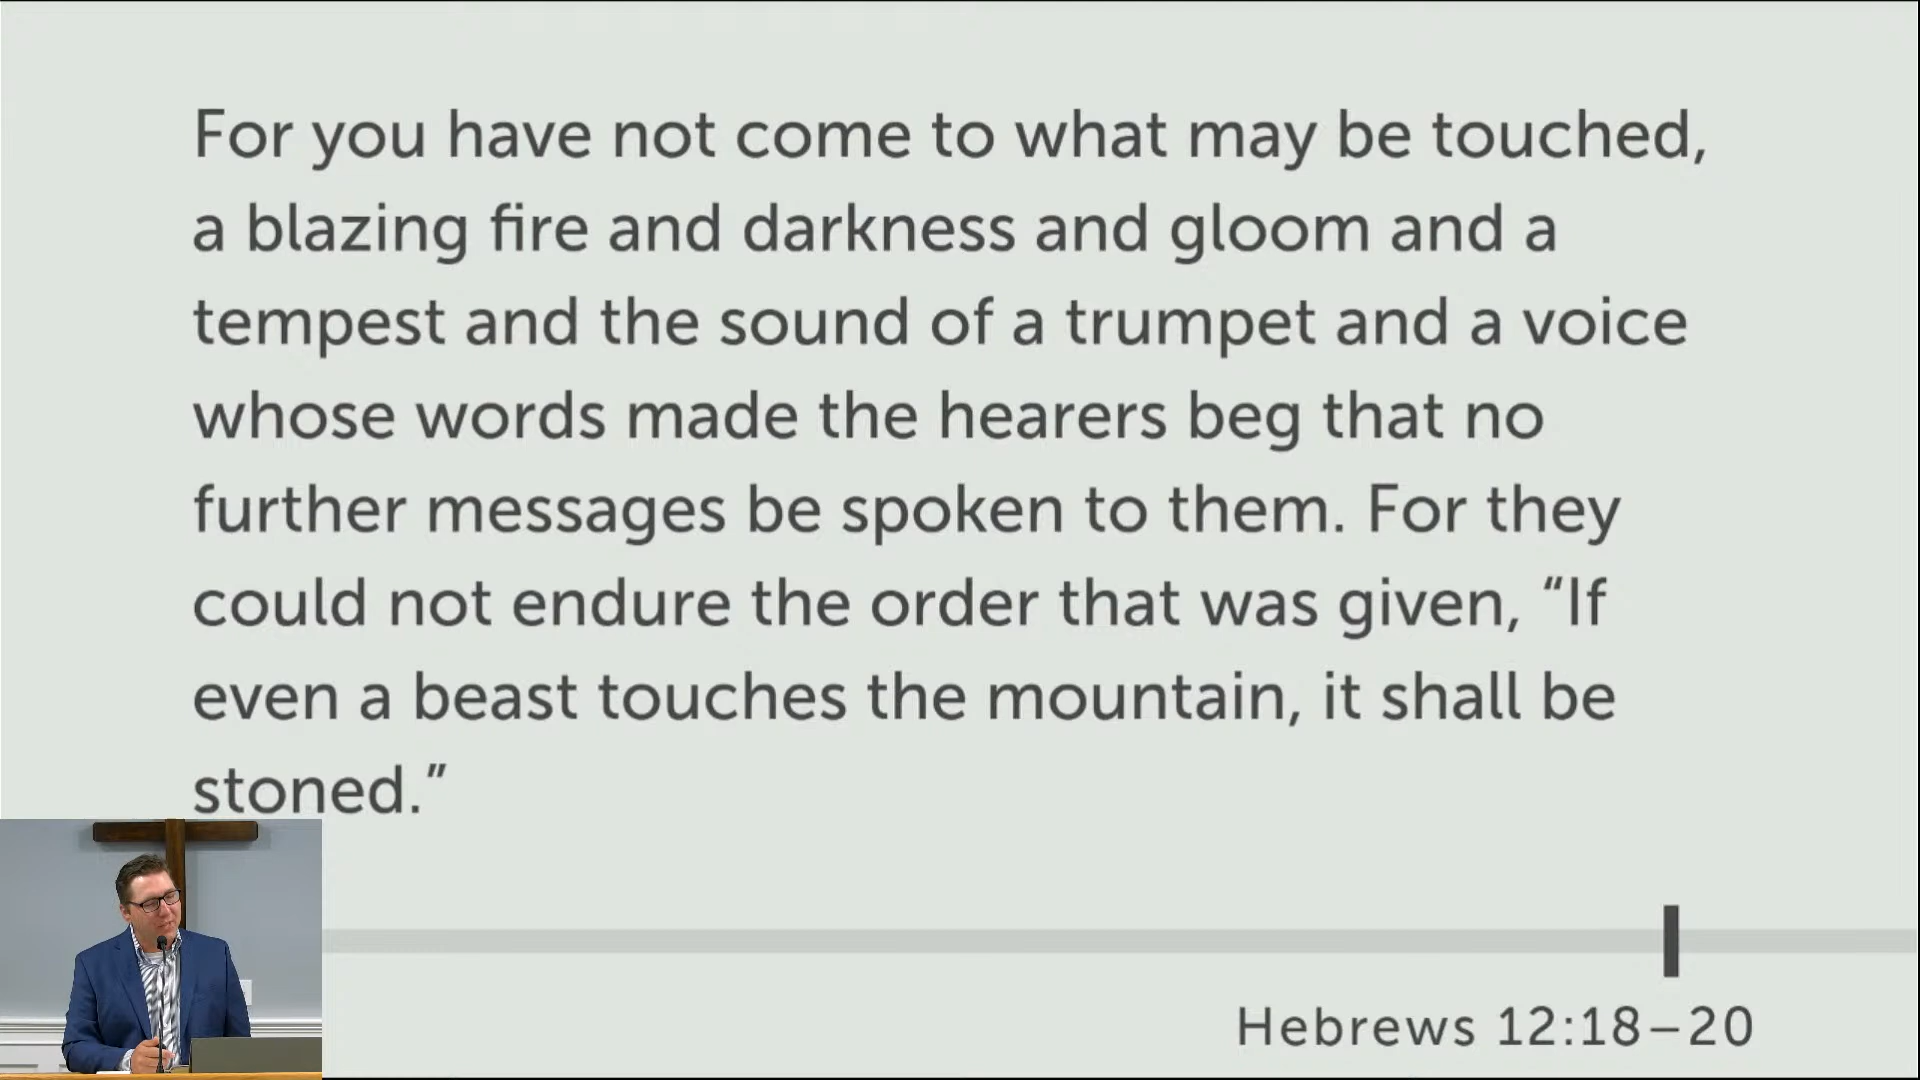 For you have not come to what may be touched,
a blazing fire and darkness and gloom and a
tempest and the sound of a trumpet and a voice
whose words made the hearers beg that no
further messages be spoken to them. For they
could not endure the order that was given, “If
even a beast touches the mountain, it shall be
stoned.”
Hebrews 12:18–20